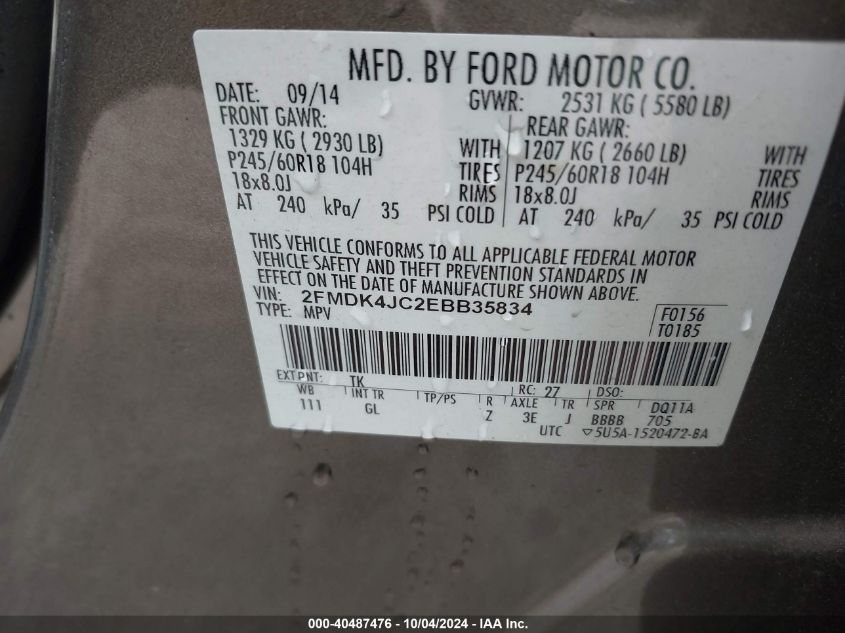 MFD. BY FORD MOTOR CO.
DATE: 09/14 GVWR: 2531 KG ( 5580 LB)
FRONT GAWR: REAR GAWR:
1329 KG ( 2930 LB) WITH 1207 KG ( 2660 LB) WITH
P245/60R18 104H TIRES P245/60R18 104H TIRES
18x8.0J RIMS 18x8.0J RIMS
AT 240 kPa/ 35 PSI COLD AT 240 kPa/ 35 PSI COLD
THIS VEHICLE CONFORMS TO ALL APPLICABLE FEDERAL MOTOR
VEHICLE SAFETY AND THEFT PREVENTION STANDARDS IN
EFFECT ON THE DATE OF MANUFACTURE SHOWN ABOVE.
VIN: 2FMDK4JC2EBB35834 F0156
TYPE: MPV T0185
EXT PNT: TK RC: 27 DSO:
WB INT TR TP/PS R AXLE TR SPR DQ11A
111 GL Z 3E J BBBB 705
UTC ▽5U5A-1520472-BA
000-40487476 - 10/04/2024 - IAA Inc.